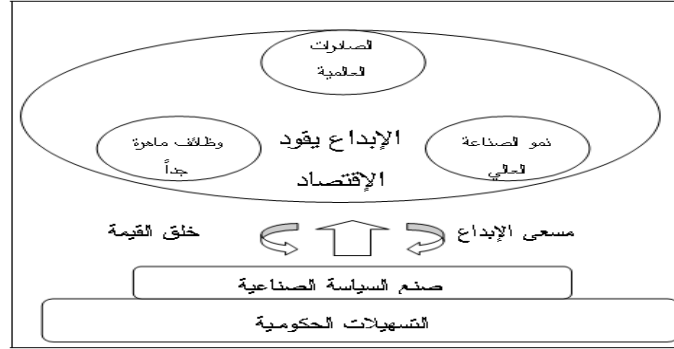 الصادرات
العالمية
الإبداع يقود
الإقتصاد
نمو الصناعة
العالي
وظائف ماهرة
جداً
مسعى الإبداع
خلق القيمة
صنع السياسة الصناعية
التسهيلات الحكومية